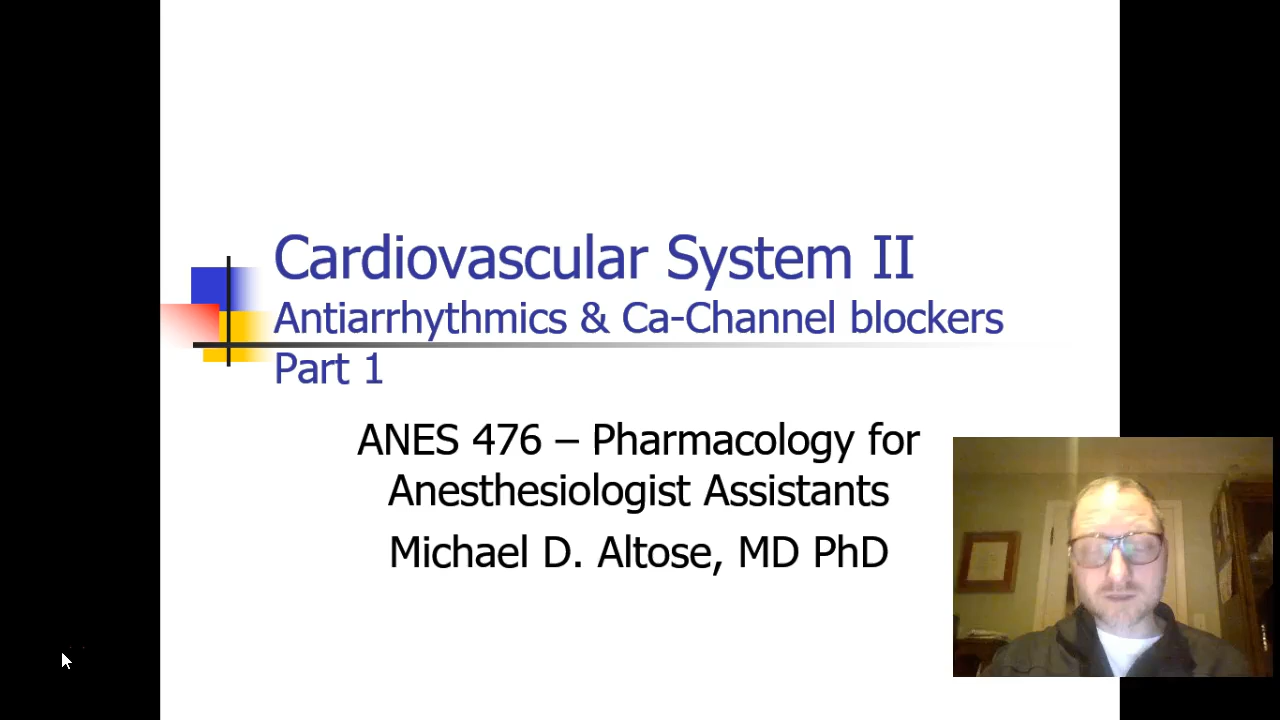 Cardiovascular System II
Antiarrhythmics & Ca-Channel blockers
Part 1
ANES 476 – Pharmacology for
Anesthesiologist Assistants
Michael D. Altose, MD PhD